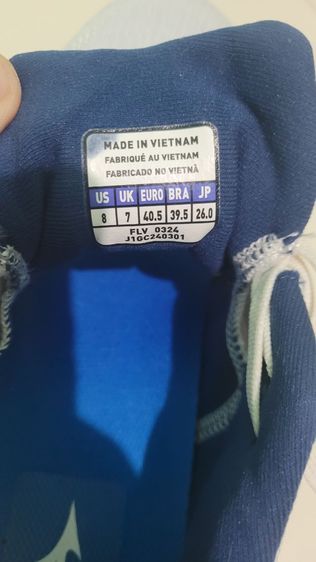 MADE IN VIETNAM
FABRIQUÉ AU VIETNAM
FABRICADO NO VIETNÃ
US UK EURO BRA JP
8 7 40.5 39.5 26.0
FLV 0324
J1GC240301